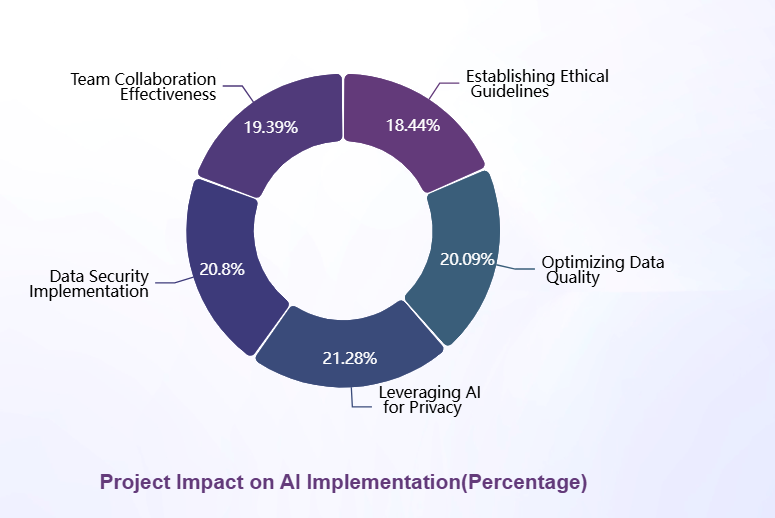 Team Collaboration
Effectiveness
19.39%
Establishing Ethical
Guidelines
18.44%
Data Security
Implementation
20.8%
20.09%
Optimizing Data
Quality
21.28%
Leveraging AI
for Privacy
Project Impact on AI Implementation(Percentage)